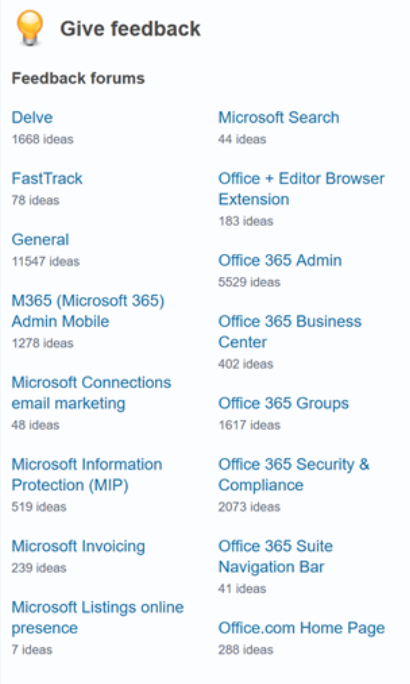 Give feedback
Feedback forums
Delve
1668 ideas
FastTrack
78 ideas
General
11547 ideas
M365 (Microsoft 365)
Admin Mobile
1278 ideas
Microsoft Connections
email marketing
48 ideas
Microsoft Information
Protection (MIP)
519 ideas
Microsoft Invoicing
239 ideas
Microsoft Listings online
presence
7 ideas
Microsoft Search
44 ideas
Office + Editor Browser
Extension
183 ideas
Office 365 Admin
5529 ideas
Office 365 Business
Center
402 ideas
Office 365 Groups
1617 ideas
Office 365 Security &
Compliance
2073 ideas
Office 365 Suite
Navigation Bar
41 ideas
Office.com Home Page
288 ideas